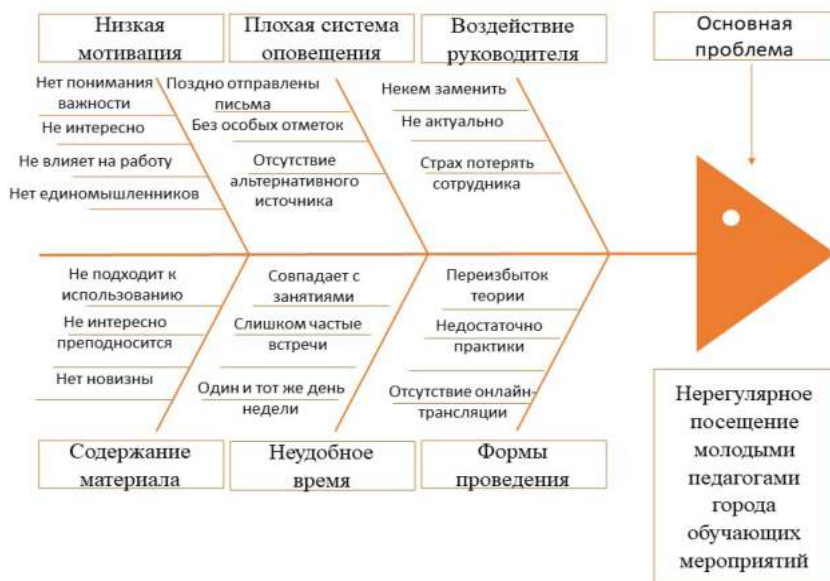 Низкая
мотивация
Плохая система
оповещения
Воздействие
руководителя
Основная
проблема
Нет понимания
важности
Не интересно
Не влияет на работу
Нет единомышленников
Поздно отправлены
письма
Без особых отметок
Отсутствие
альтернативного
источника
Некем заменить
Не актуально
Страх потерять
сотрудника
Не подходит к
использованию
Не интересно
преподносится
Нет новизны
Совпадает с
занятиями
Слишком частые
встречи
Один и тот же день
недели
Переизбыток
теории
Недостаточно
практики
Отсутствие онлайн-
трансляции
Содержание
материала
Неудобное
время
Формы
проведения
Нерегулярное
посещение
молодыми
педагогами
города
обучающих
мероприятий